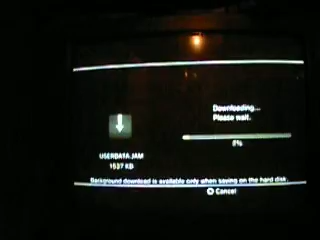 Downloading...
Please wait.
0%
USERDATA.JAM
1537 KB
Background download is available only when saving on the hard disk.
Cancel